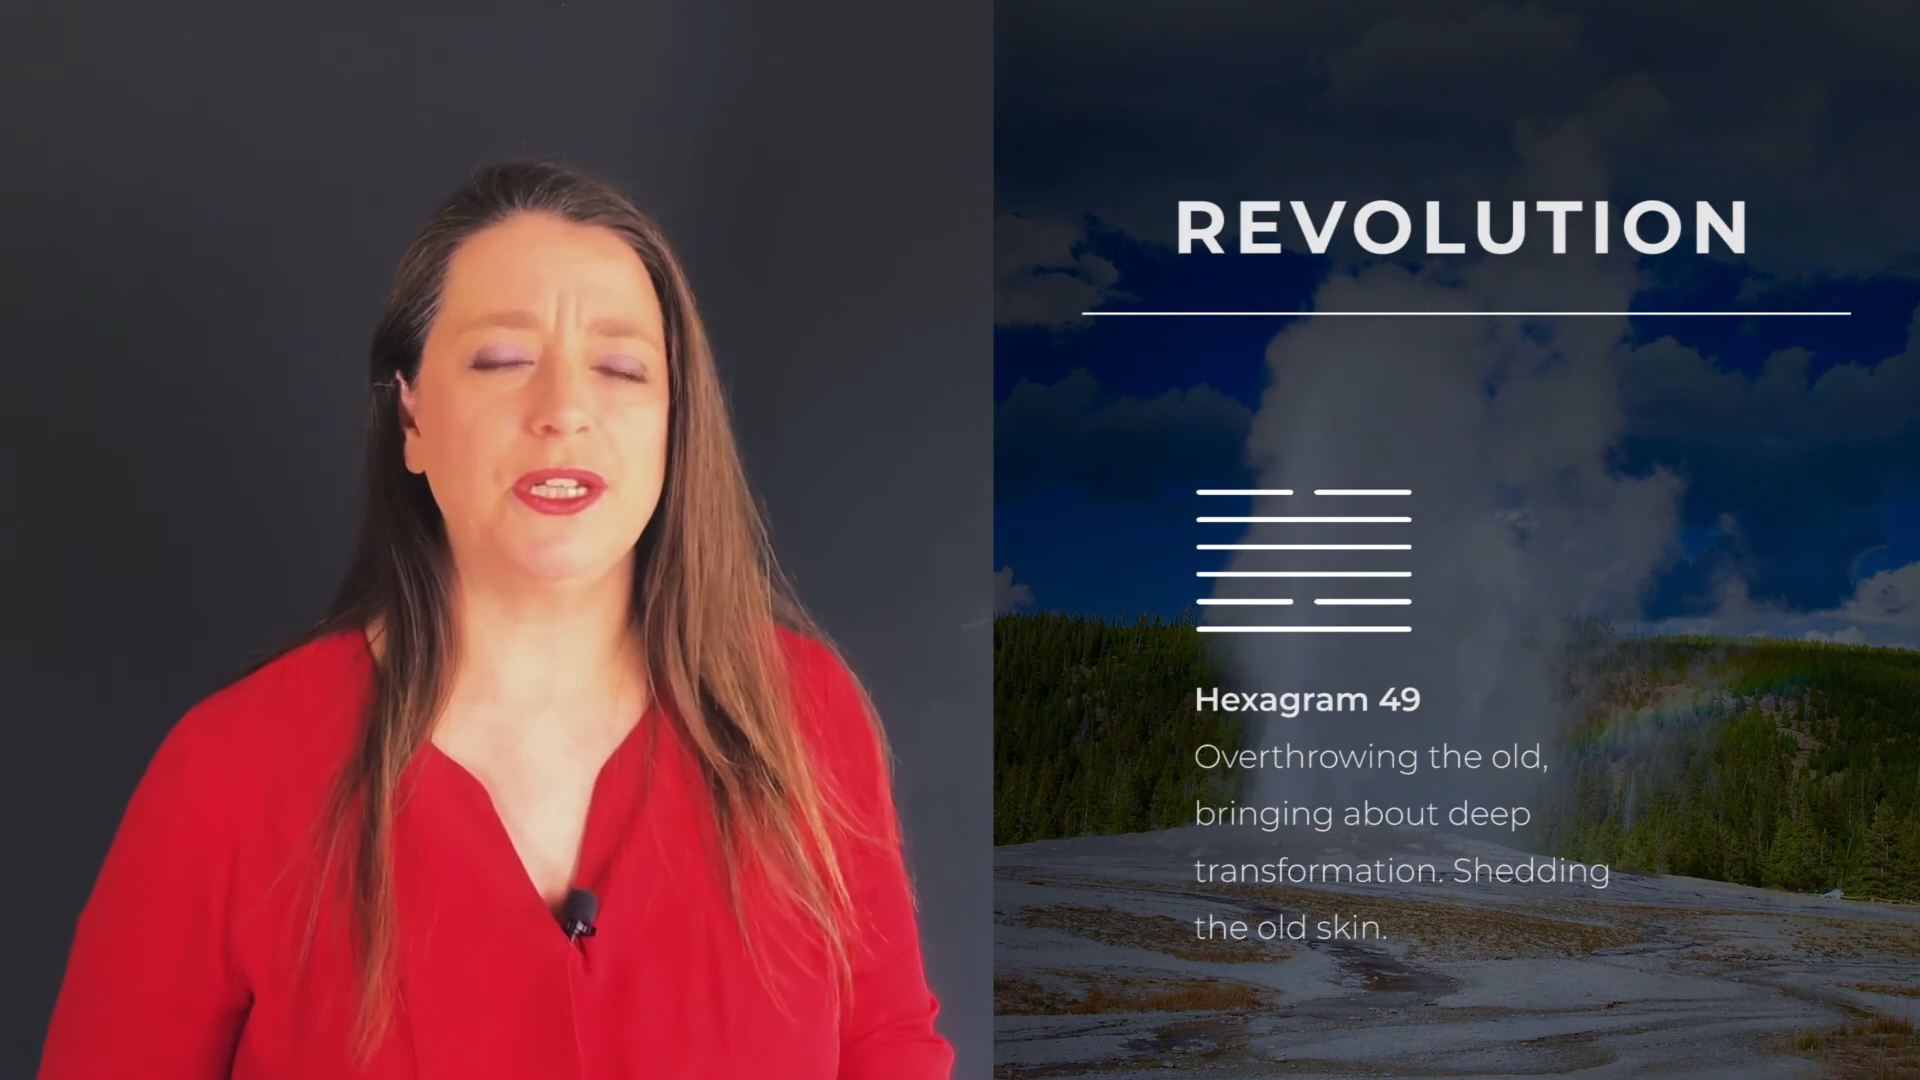 REVOLUTION
Hexagram 49
Overthrowing the old,
bringing about deep
transformation. Shedding
the old skin.